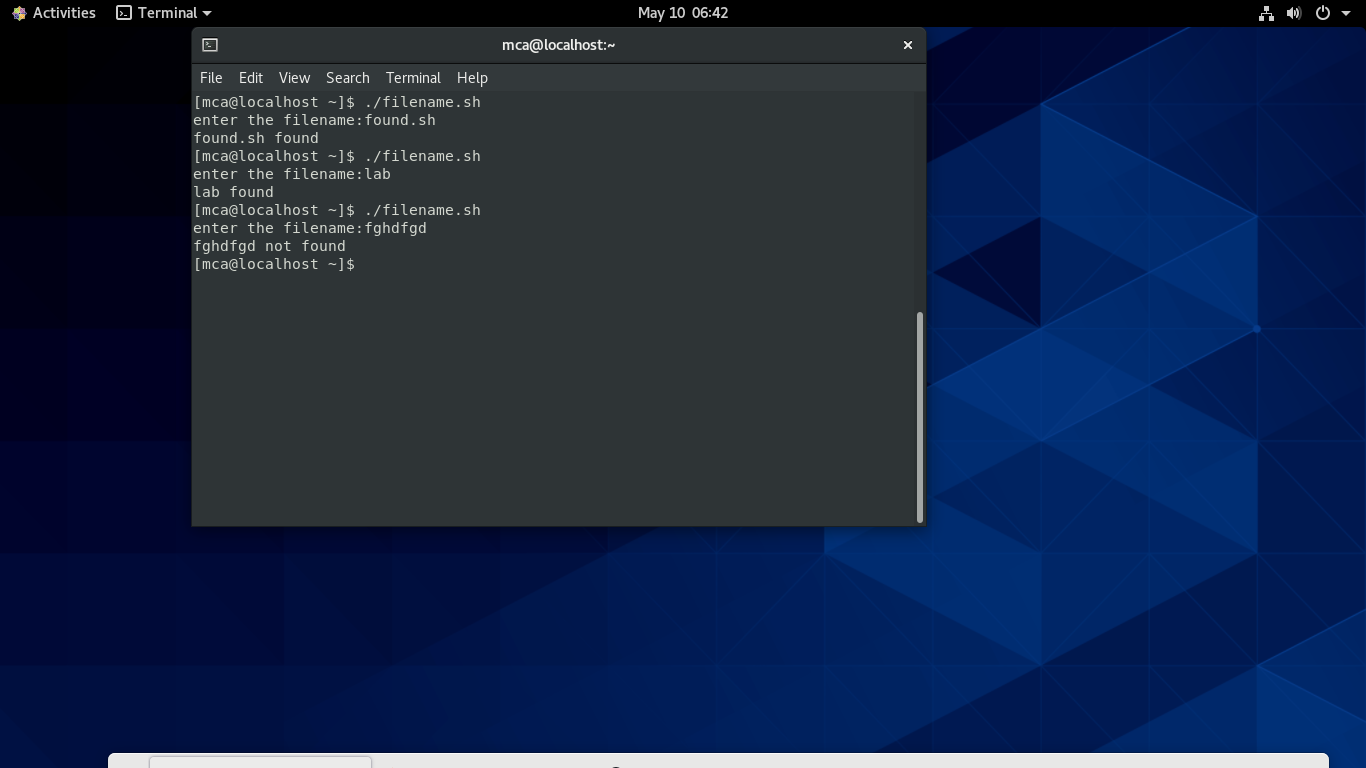 Activities Terminal May 10 06:42
mca@localhost:~
File Edit View Search Terminal Help
[mca@localhost ~]$ ./filename.sh
enter the filename:found.sh
found.sh found
[mca@localhost ~]$ ./filename.sh
enter the filename:lab
lab found
[mca@localhost ~]$ ./filename.sh
enter the filename:fghdfgd
fghdfgd not found
[mca@localhost ~]$